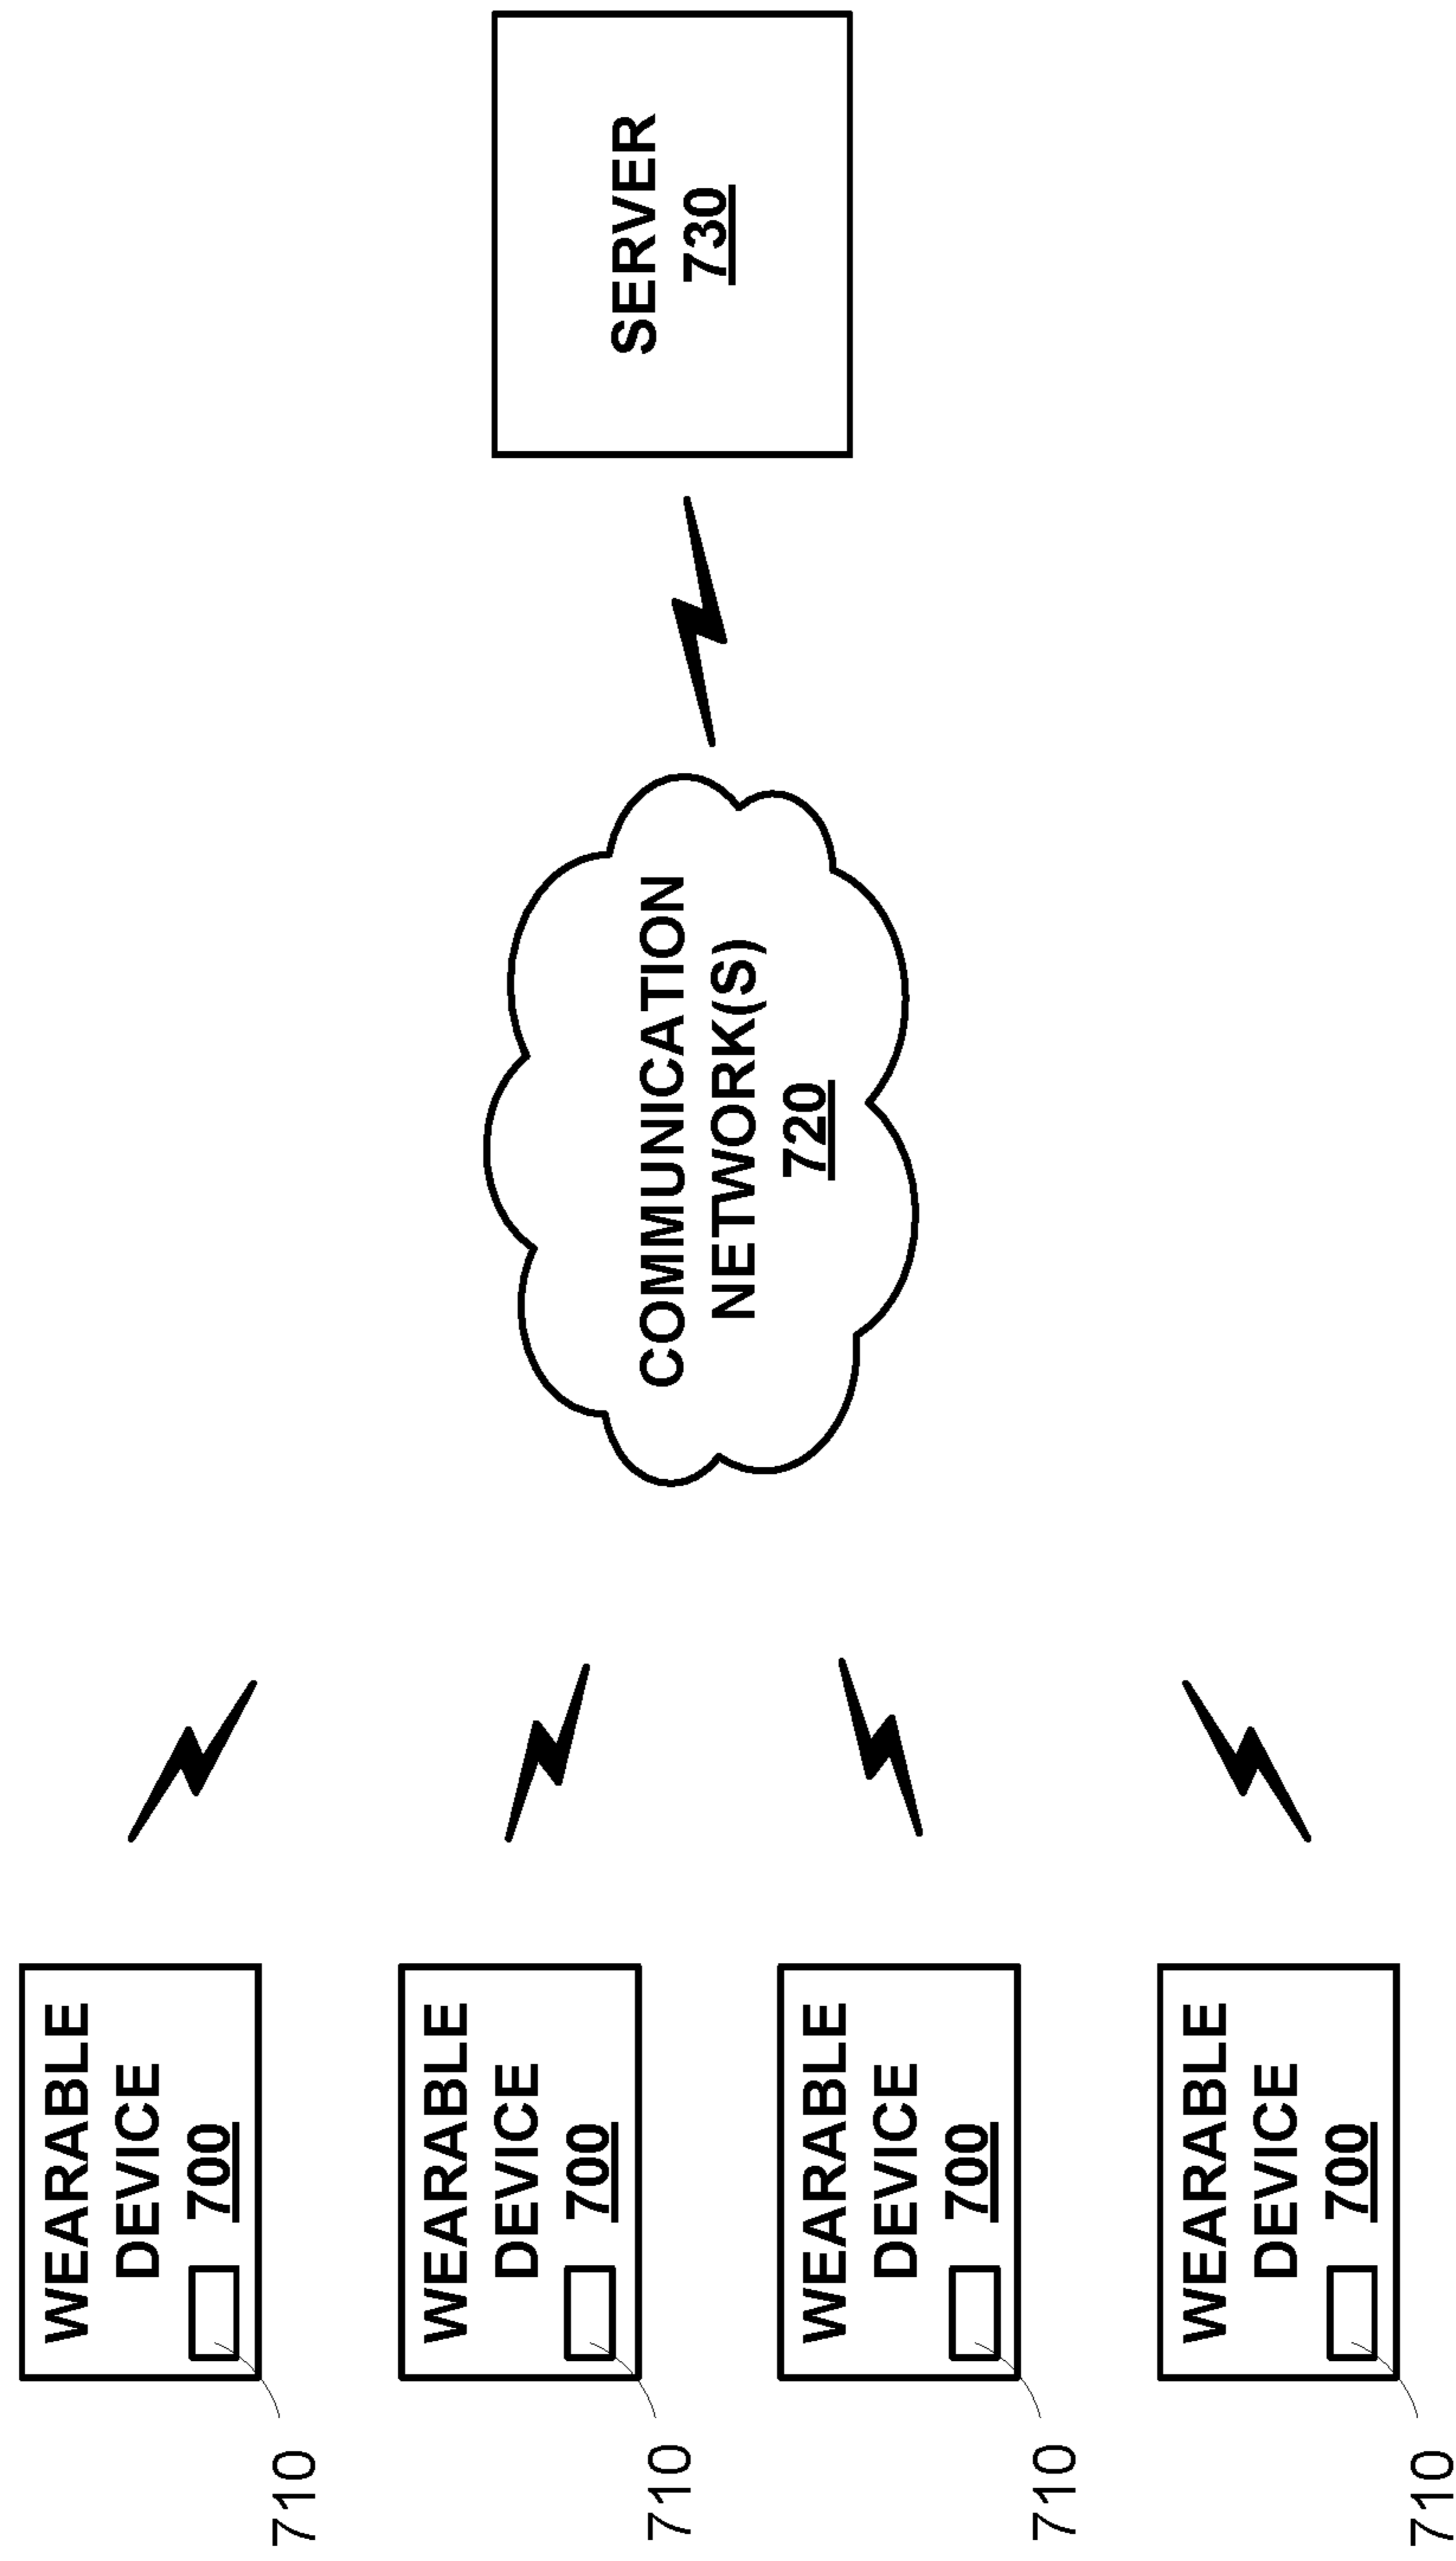 WEARABLE
DEVICE
700
710
WEARABLE
DEVICE
700
710
WEARABLE
DEVICE
700
710
WEARABLE
DEVICE
700
710
COMMUNICATION
NETWORK(S)
720
SERVER
730